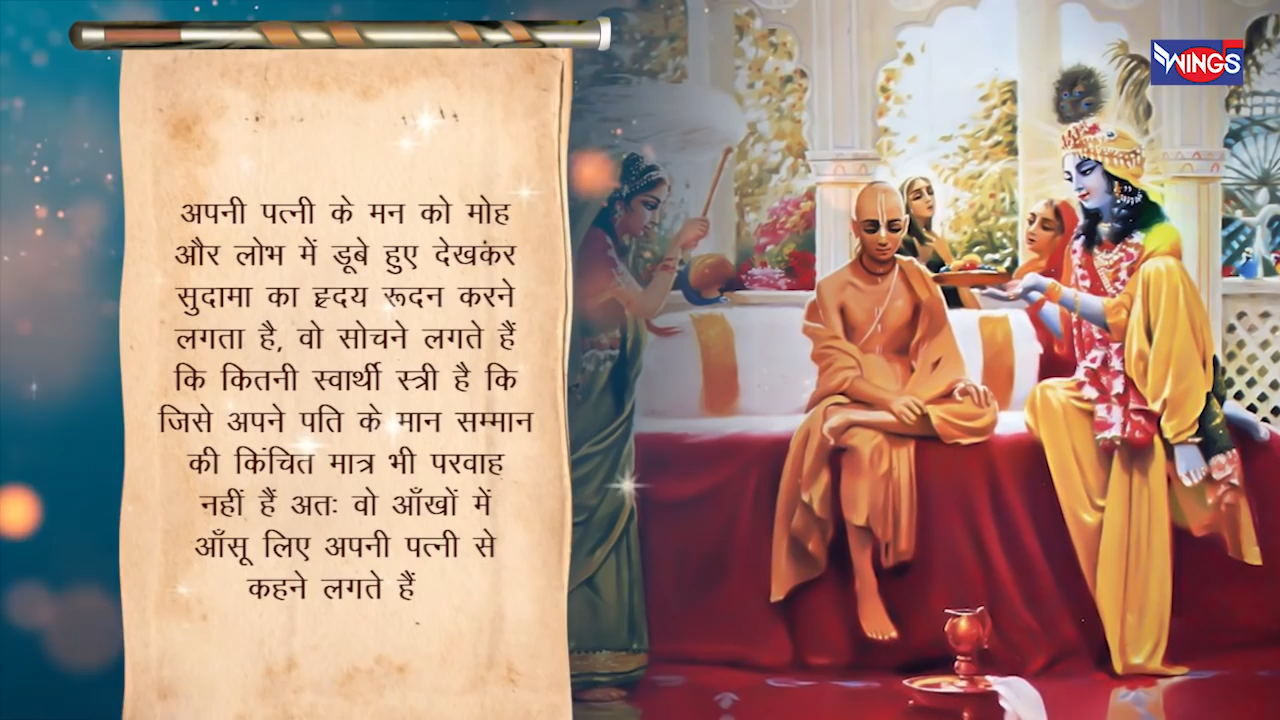 WINGS
अपनी पत्नी के मन को मोह
और लोभ में डूबे हुए देखकंर
सुदामा का हृदय रूदन करने
लगता है, वो सोचने लगते हैं
कि कितनी स्वार्थी स्त्री है कि
जिसे अपने पति के मान सम्मान
की किंचित मात्र भी परवाह
नहीं हैं अतः वो आँखों में
आँसू लिए अपनी पत्नी से
कहने लगते हैं